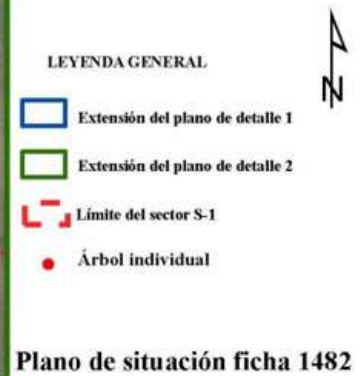 N
LEYENDA GENERAL
Extensión del plano de detalle 1
Extensión del plano de detalle 2
Límite del sector S-1
Árbol individual
Plano de situación ficha 1482